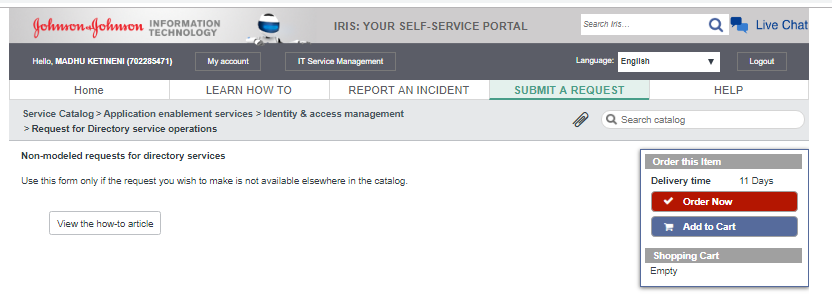 Johnson & Johnson INFORMATION TECHNOLOGY
IRIS: YOUR SELF-SERVICE PORTAL
Search Iris...
Live Chat
Hello, MADHU KETINENI (702285471)
My account
IT Service Management
Language: English
Logout
Home
LEARN HOW TO
REPORT AN INCIDENT
SUBMIT A REQUEST
HELP
Service Catalog > Application enablement services > Identity & access management
> Request for Directory service operations
Search catalog
Non-modeled requests for directory services
Use this form only if the request you wish to make is not available elsewhere in the catalog.
View the how-to article
Order this Item
Delivery time 11 Days
Order Now
Add to Cart
Shopping Cart
Empty